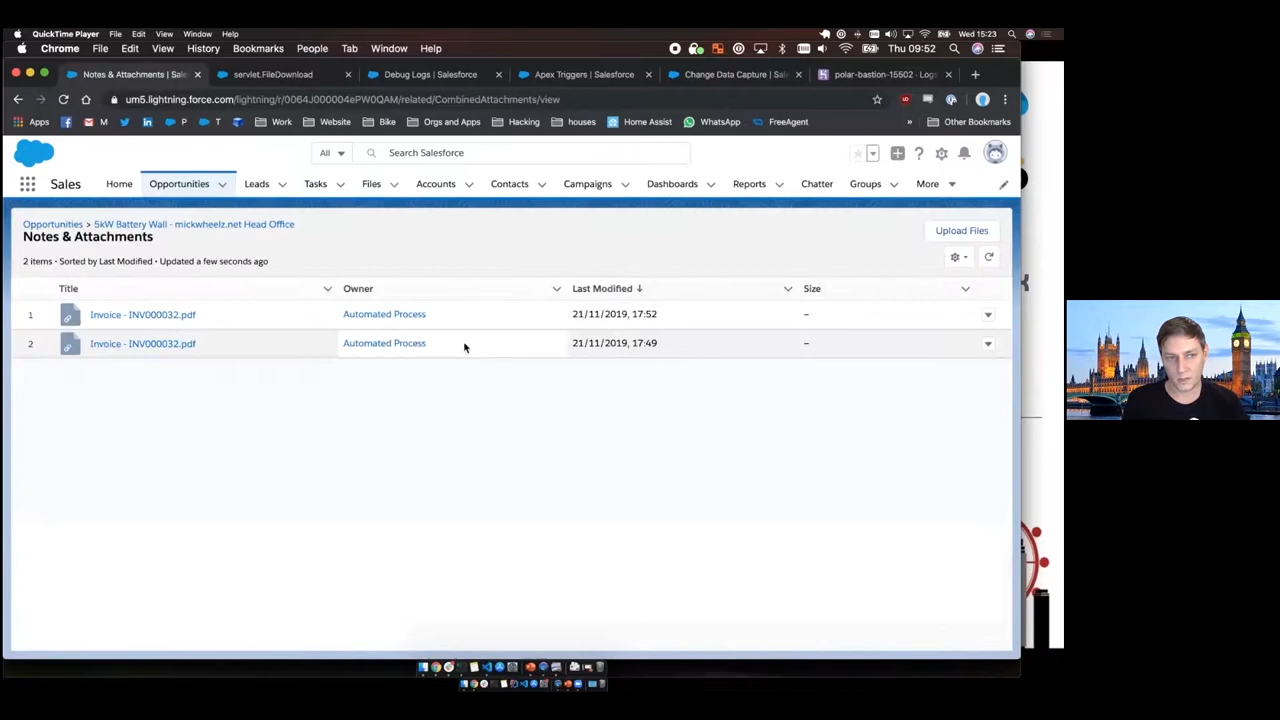 QuickTime Player File Edit View Window Help Wed 15:23
Chrome File Edit View History Bookmarks People Tab Window Help Thu 09:52
Notes & Attachments | Sale servlet.FileDownload Debug Logs | Salesforce Apex Triggers | Salesforce Change Data Capture | Sal polar-bastion-15502 · Logs
um5.lightning.force.com/lightning/r/0064J000004ePW0QAM/related/CombinedAttachments/view
Apps M P T Work Website Bike Orgs and Apps Hacking houses Home Assist WhatsApp FreeAgent » Other Bookmarks
All Search Salesforce
Sales Home Opportunities Leads Tasks Files Accounts Contacts Campaigns Dashboards Reports Chatter Groups More
Opportunities > 5kW Battery Wall - mickwheelz.net Head Office
Notes & Attachments
Upload Files
2 items • Sorted by Last Modified • Updated a few seconds ago
Title Owner Last Modified ↓ Size
1 Invoice - INV000032.pdf Automated Process 21/11/2019, 17:52 –
2 Invoice - INV000032.pdf Automated Process 21/11/2019, 17:49 –